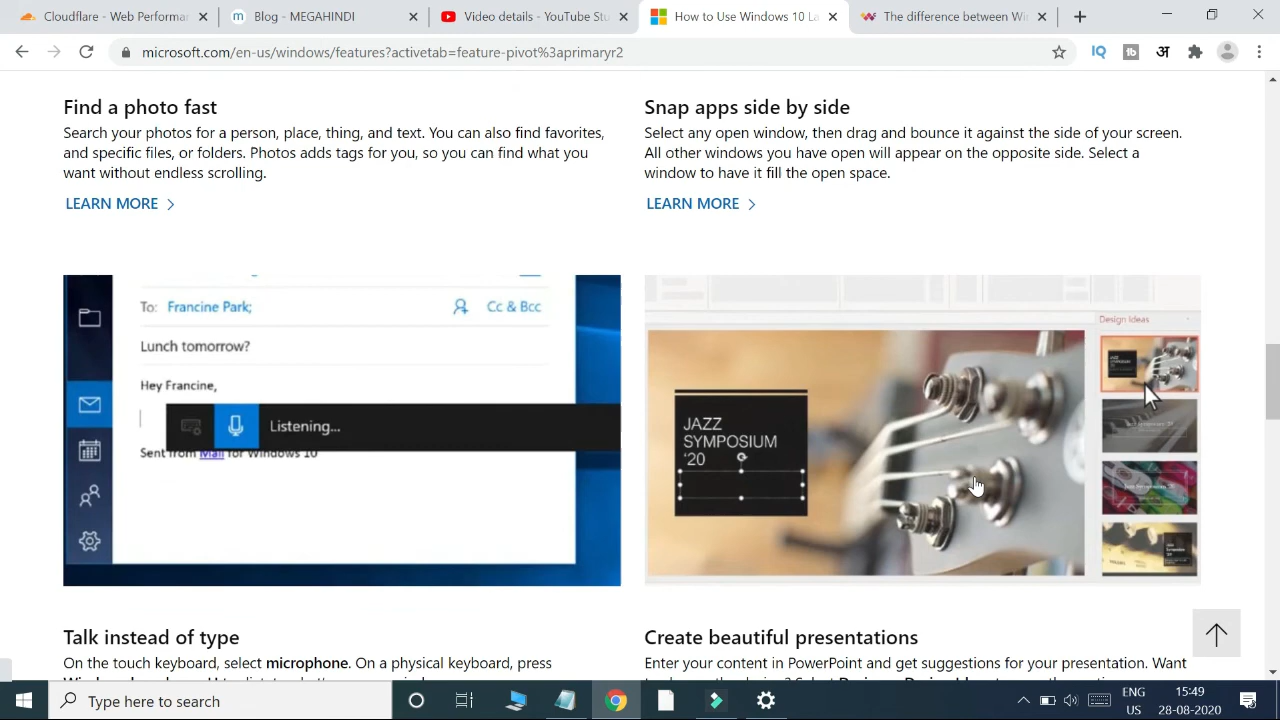 Cloudflare - Web Performan
Blog - MEGAHINDI
Video details - YouTube Stu
How to Use Windows 10 La
The difference between Wi
microsoft.com/en-us/windows/features?activetab=feature-pivot%3aprimaryr2
Find a photo fast
Search your photos for a person, place, thing, and text. You can also find favorites,
and specific files, or folders. Photos adds tags for you, so you can find what you
want without endless scrolling.
LEARN MORE
Snap apps side by side
Select any open window, then drag and bounce it against the side of your screen.
All other windows you have open will appear on the opposite side. Select a
window to have it fill the open space.
LEARN MORE
To: Francine Park;
Cc & Bcc
Lunch tomorrow?
Hey Francine,
Listening...
Sent from Mail for Windows 10
Design Ideas
JAZZ
SYMPOSIUM
'20
Talk instead of type
On the touch keyboard, select microphone. On a physical keyboard, press
Create beautiful presentations
Enter your content in PowerPoint and get suggestions for your presentation. Want
Type here to search
ENG
US
15:49
28-08-2020